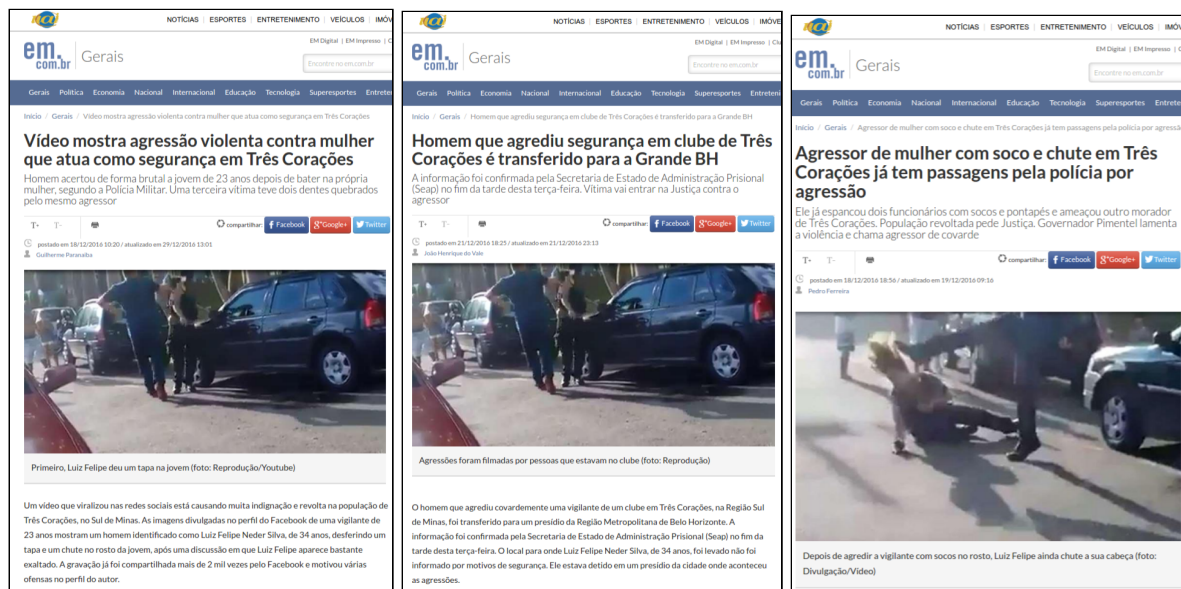 uai
NOTÍCIAS | ESPORTES | ENTRETENIMENTO | VEÍCULOS | IMÓV
EM Digital | EM Impresso | C
em.com.br Gerais
Encontre no em.com.br
Gerais Política Economia Nacional Internacional Educação Tecnologia Superesportes Entreten
Início / Gerais / Vídeo mostra agressão violenta contra mulher que atua como segurança em Três Corações
Vídeo mostra agressão violenta contra mulher
que atua como segurança em Três Corações
Homem acertou de forma brutal a jovem de 23 anos depois de bater na própria
mulher, segundo a Polícia Militar. Uma terceira vítima teve dois dentes quebrados
pelo mesmo agressor
T+ T- compartilhar: Facebook Google+ Twitter
postado em 18/12/2016 10:20 / atualizado em 29/12/2016 13:01
Guilherme Paranaiba
Primeiro, Luiz Felipe deu um tapa na jovem (foto: Reprodução/Youtube)
Um vídeo que viralizou nas redes sociais está causando muita indignação e revolta na população de
Três Corações, no Sul de Minas. As imagens divulgadas no perfil do Facebook de uma vigilante de
23 anos mostram um homem identificado como Luiz Felipe Neder Silva, de 34 anos, desferindo um
tapa e um chute no rosto da jovem, após uma discussão em que Luiz Felipe aparece bastante
exaltado. A gravação já foi compartilhada mais de 2 mil vezes pelo Facebook e motivou várias
ofensas no perfil do autor.
uai
NOTÍCIAS | ESPORTES | ENTRETENIMENTO | VEÍCULOS | IMÓVE
EM Digital | EM Impresso | Clu
em.com.br Gerais
Encontre no em.com.br
Gerais Política Economia Nacional Internacional Educação Tecnologia Superesportes Entreteni
Início / Gerais / Homem que agrediu segurança em clube de Três Corações é transferido para a Grande BH
Homem que agrediu segurança em clube de Três
Corações é transferido para a Grande BH
A informação foi confirmada pela Secretaria de Estado de Administração Prisional
(Seap) no fim da tarde desta terça-feira. Vítima vai entrar na Justiça contra o
agressor
T+ T- compartilhar: Facebook Google+ Twitter
postado em 21/12/2016 18:25 / atualizado em 21/12/2016 23:13
João Henrique do Vale
Agressões foram filmadas por pessoas que estavam no clube (foto: Reprodução)
O homem que agrediu covardemente uma vigilante de um clube em Três Corações, na Região Sul
de Minas, foi transferido para um presídio da Região Metropolitana de Belo Horizonte. A
informação foi confirmada pela Secretaria de Estado de Administração Prisional (Seap) no fim da
tarde desta terça-feira. O local para onde Luiz Felipe Neder Silva, de 34 anos, foi levado não foi
informado por motivos de segurança. Ele estava detido em um presídio da cidade onde aconteceu
as agressões.
uai
NOTÍCIAS | ESPORTES | ENTRETENIMENTO | VEÍCULOS | IMÓV
EM Digital | EM Impresso
em.com.br Gerais
Encontre no em.com.br
Gerais Política Economia Nacional Internacional Educação Tecnologia Superesportes Entrete
Início / Gerais / Agressor de mulher com soco e chute em Três Corações já tem passagens pela polícia por agressã
Agressor de mulher com soco e chute em Três
Corações já tem passagens pela polícia por
agressão
Ele já espancou dois funcionários com socos e pontapés e ameaçou outro morador
de Três Corações. População revoltada pede Justiça. Governador Pimentel lamenta
a violência e chama agressor de covarde
T+ T- compartilhar: Facebook Google+ Twitter
postado em 18/12/2016 18:56 / atualizado em 19/12/2016 09:16
Pedro Ferreira
Depois de agredir a vigilante com socos no rosto, Luiz Felipe ainda chute a sua cabeça (foto:
Divulgação/Vídeo)